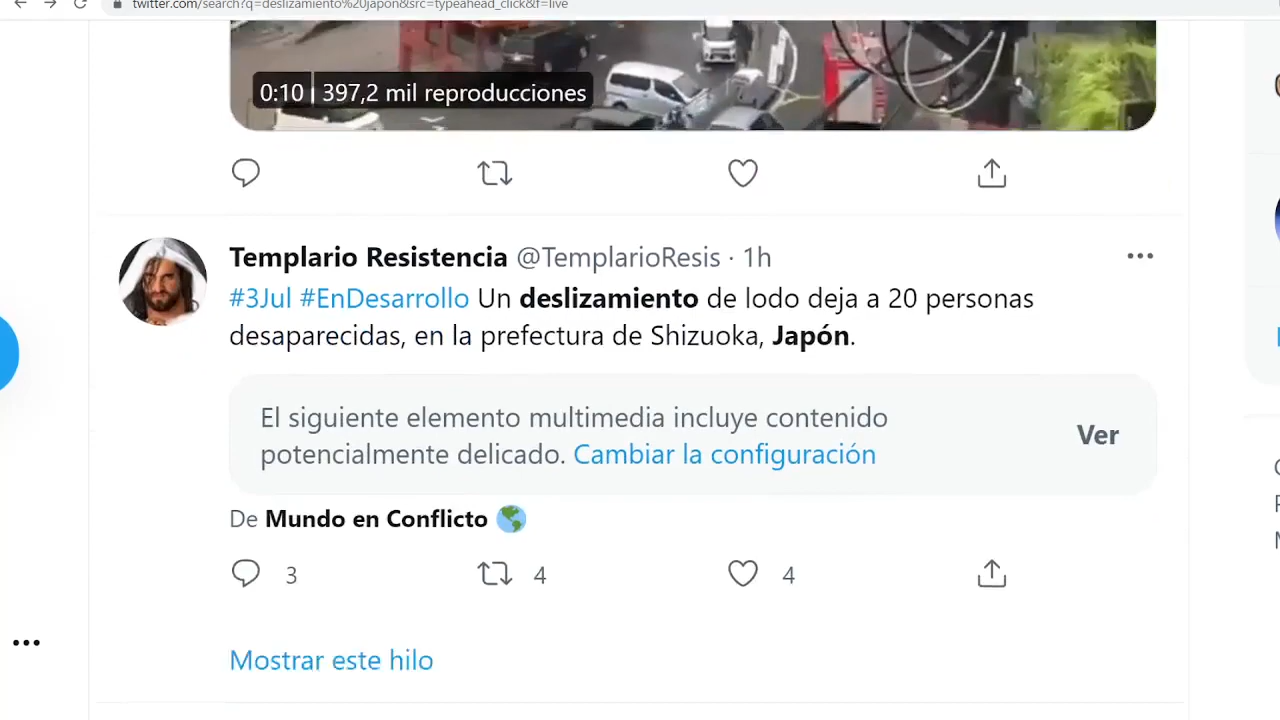 twitter.com/search?q=deslizamiento%20japon&src=typeahead_click&f=live
0:10 | 397,2 mil reproducciones
Templario Resistencia @TemplarioResis · 1h
#3Jul #EnDesarrollo Un deslizamiento de lodo deja a 20 personas
desaparecidas, en la prefectura de Shizuoka, Japón.
El siguiente elemento multimedia incluye contenido
potencialmente delicado. Cambiar la configuración
Ver
De Mundo en Conflicto 🌎
3 4 4
Mostrar este hilo